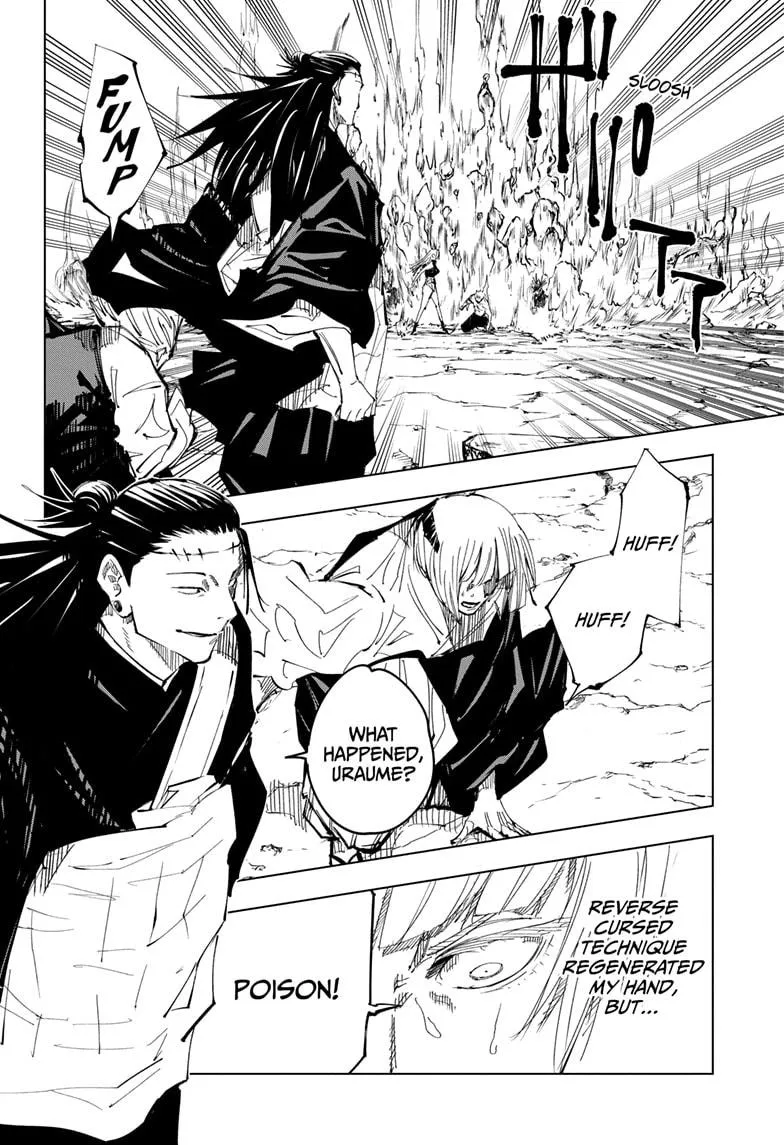 SLOOSH
FUMP
HUFF!
HUFF!
WHAT
HAPPENED,
URAUME?
REVERSE
CURSED
TECHNIQUE
REGENERATED
MY HAND,
BUT...
POISON!